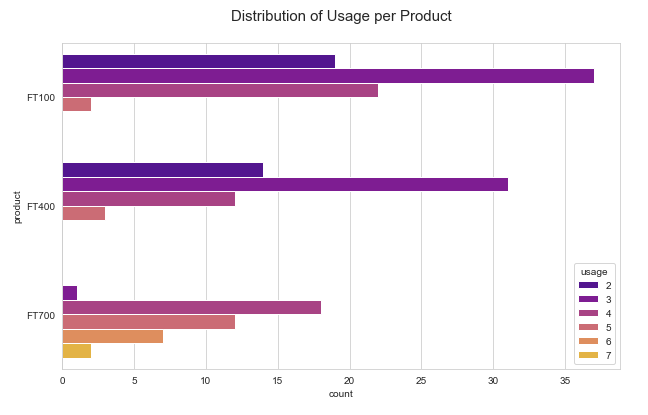 Distribution of Usage per Product
FT100
FT400
FT700
product
usage
2
3
4
5
6
7
0 5 10 15 20 25 30 35
count